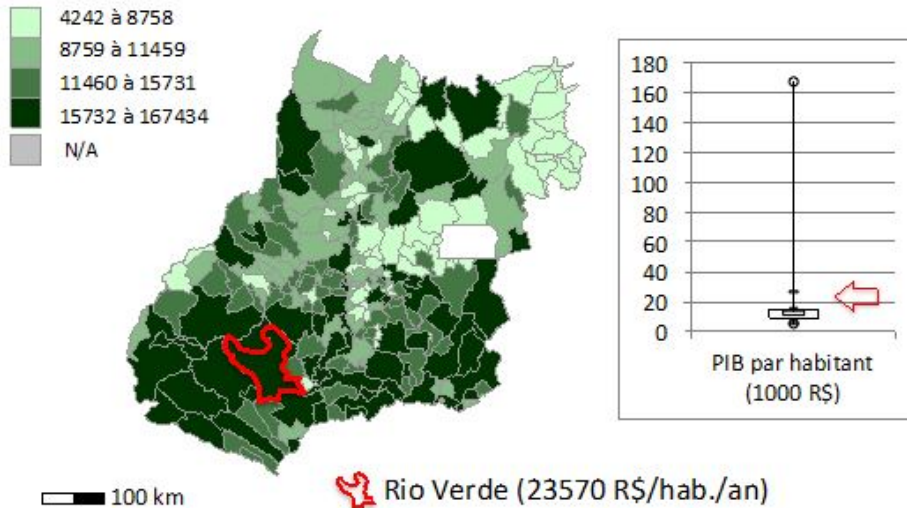 4242 à 8758
8759 à 11459
11460 à 15731
15732 à 167434
N/A
180
160
140
120
100
80
60
40
20
0
PIB par habitant
(1000 R$)
100 km
Rio Verde (23570 R$/hab./an)